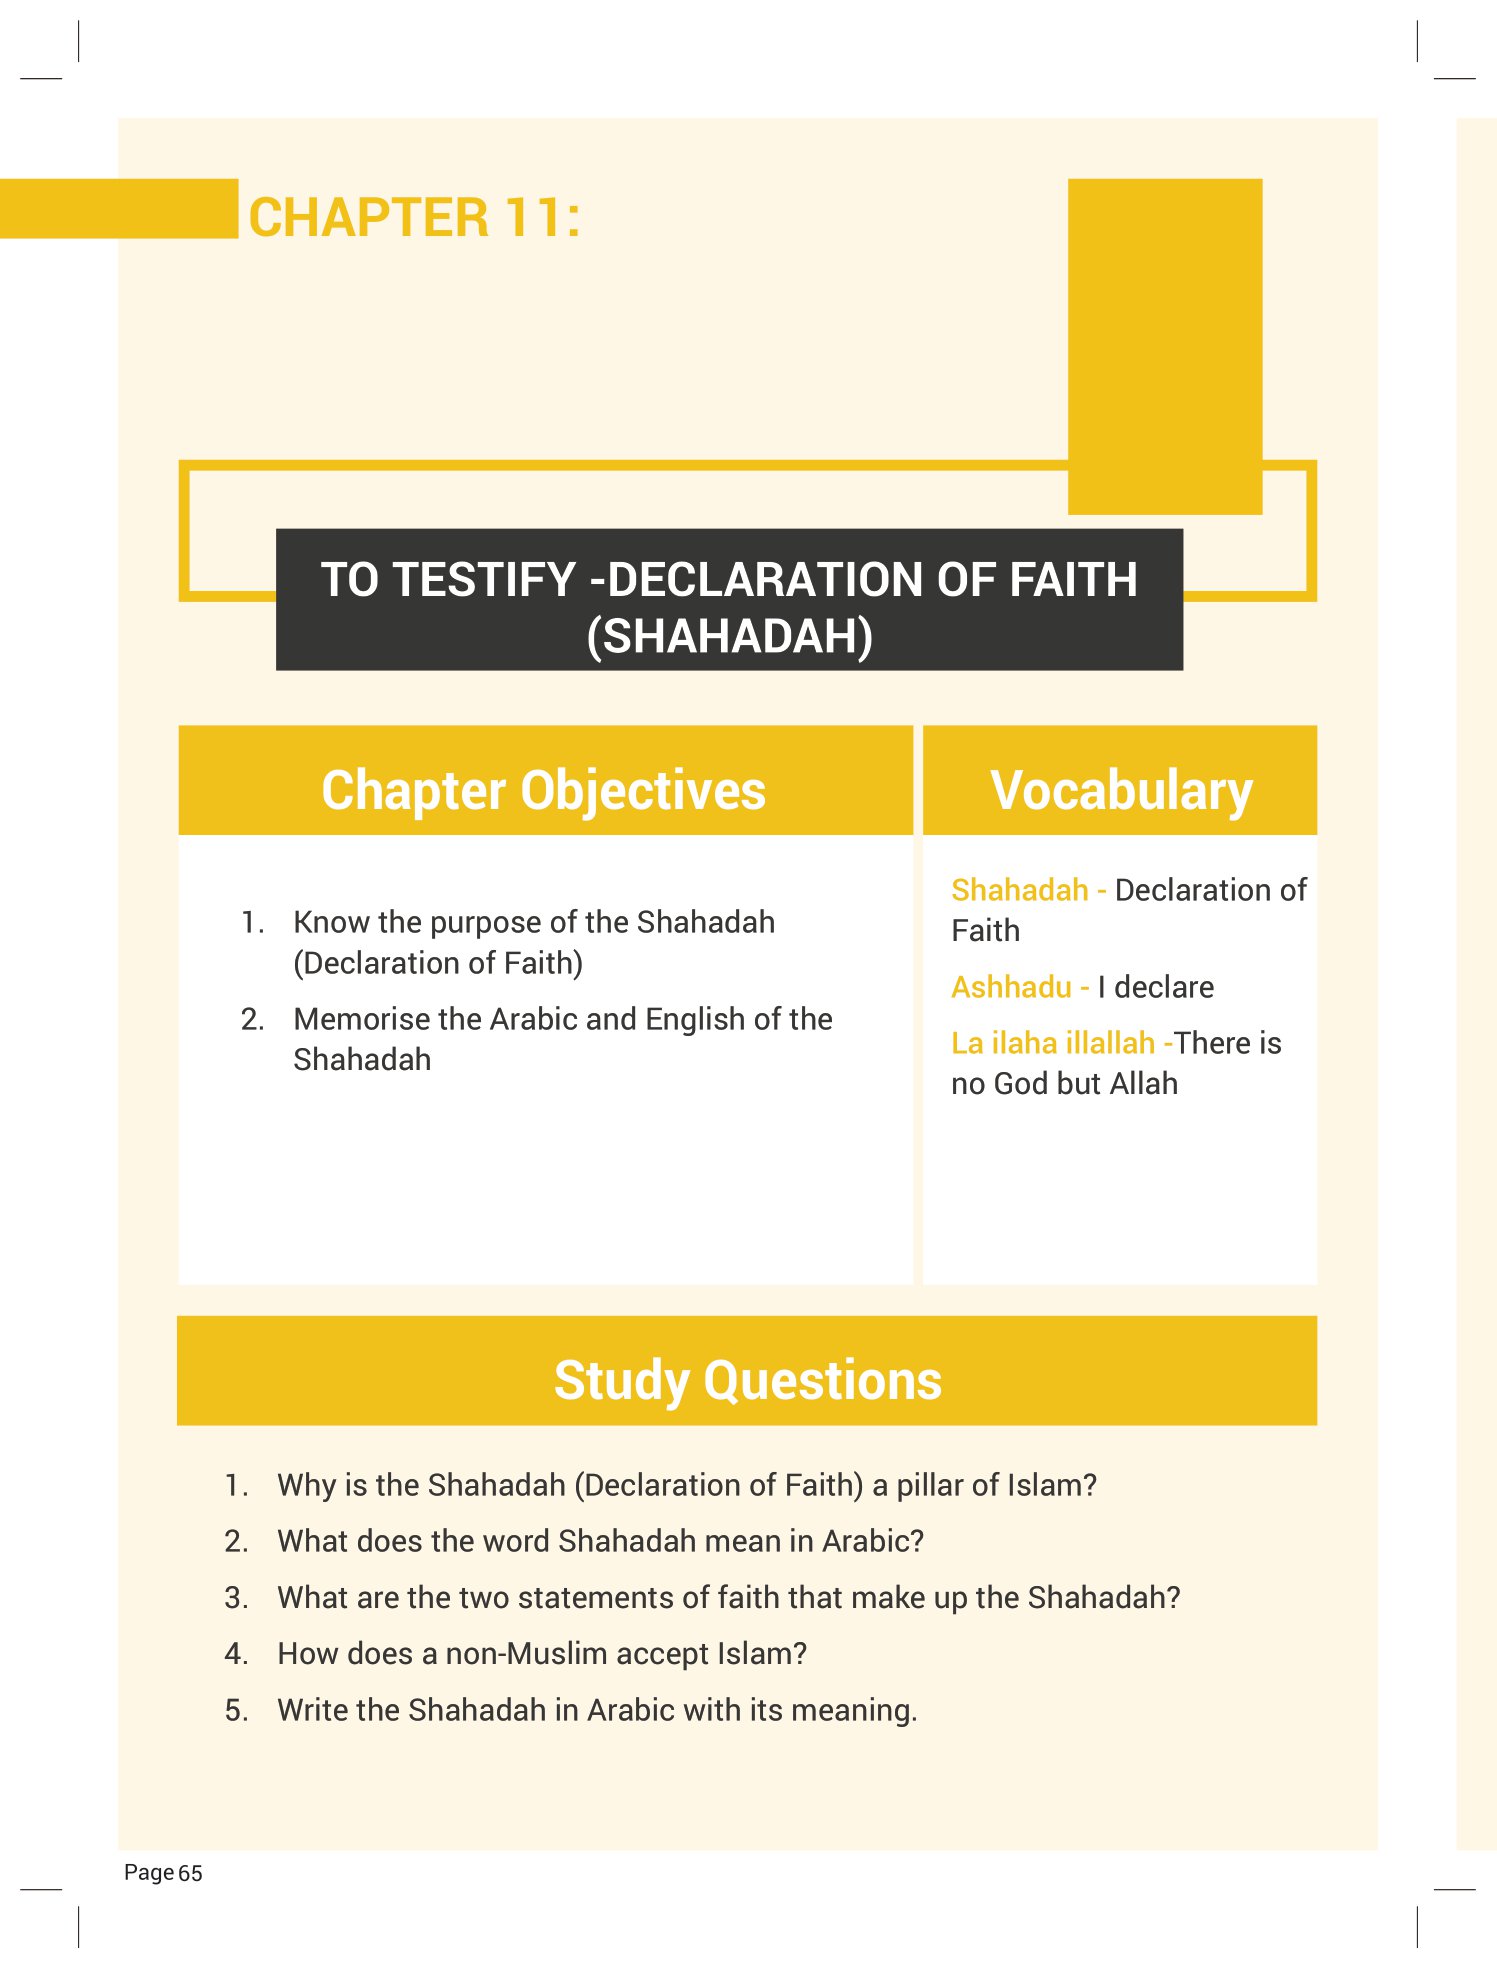 CHAPTER 11:
TO TESTIFY -DECLARATION OF FAITH
(SHAHADAH)
Chapter Objectives
1. Know the purpose of the Shahadah
(Declaration of Faith)
2. Memorise the Arabic and English of the
Shahadah
Vocabulary
Shahadah - Declaration of
Faith
Ashhadu - I declare
La ilaha illallah -There is
no God but Allah
Study Questions
1. Why is the Shahadah (Declaration of Faith) a pillar of Islam?
2. What does the word Shahadah mean in Arabic?
3. What are the two statements of faith that make up the Shahadah?
4. How does a non-Muslim accept Islam?
5. Write the Shahadah in Arabic with its meaning.
Page 65